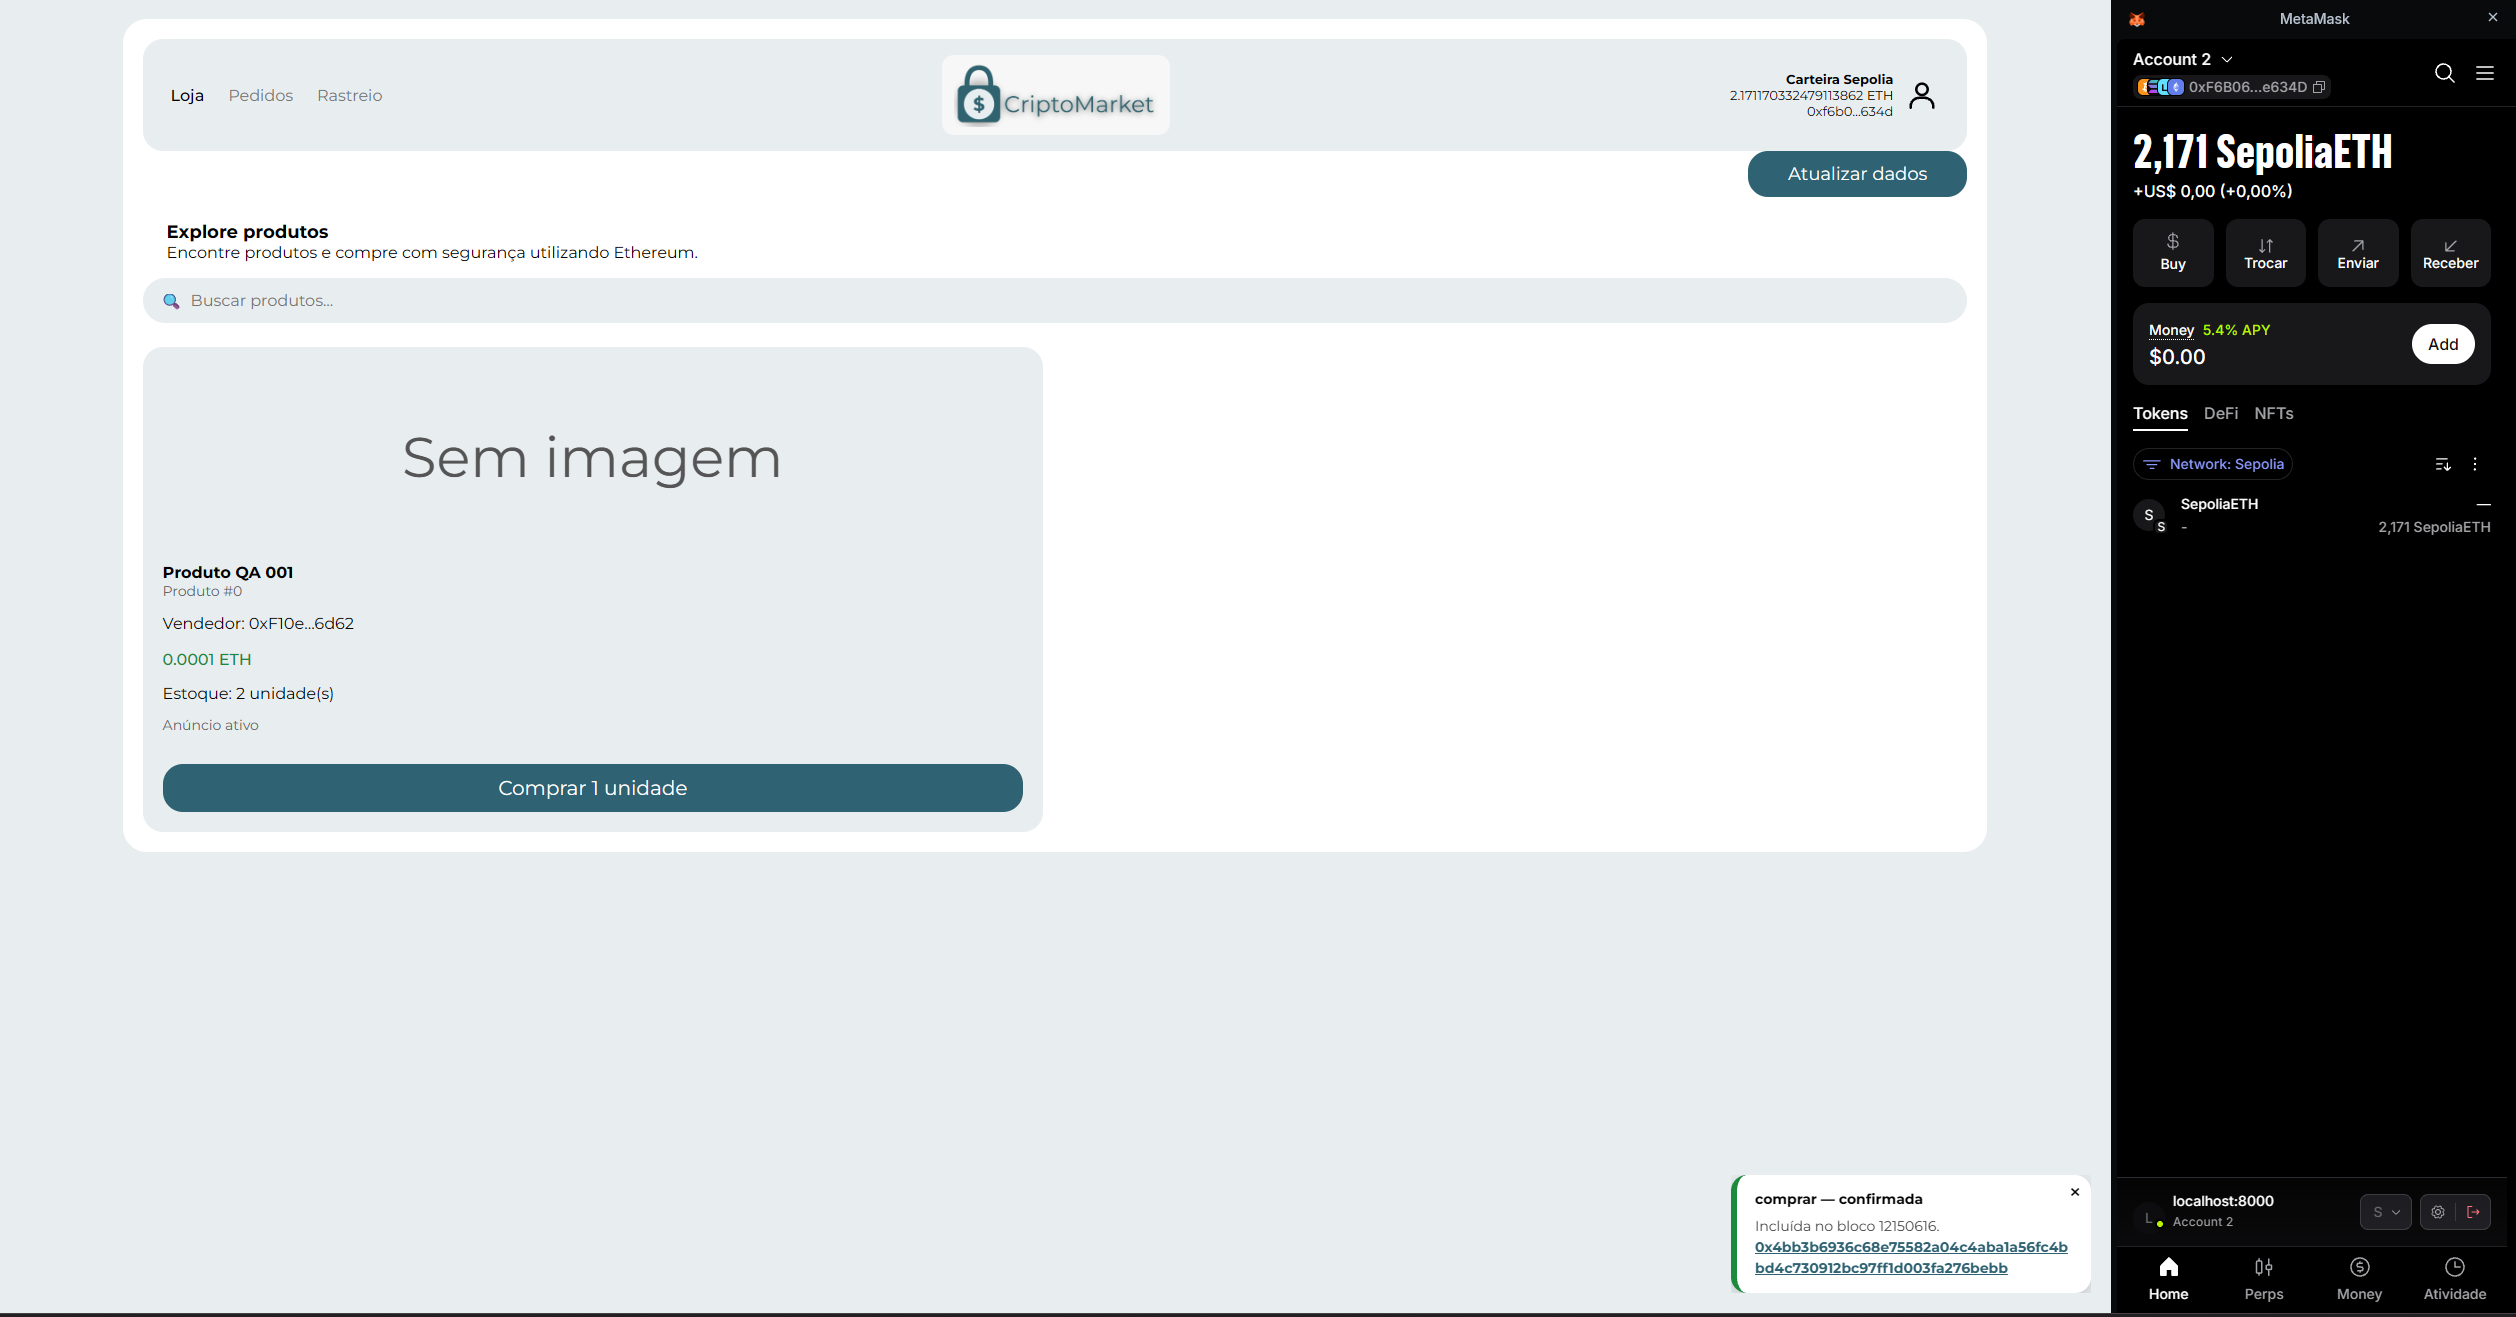 Loja Pedidos Rastreio
$ CriptoMarket
Carteira Sepolia
2.171170332479113862 ETH
0xf6b0...634d
Atualizar dados
Explore produtos
Encontre produtos e compre com segurança utilizando Ethereum.
Buscar produtos...
Sem imagem
Produto QA 001
Produto #0
Vendedor: 0xF10e...6d62
0.0001 ETH
Estoque: 2 unidade(s)
Anúncio ativo
Comprar 1 unidade
comprar — confirmada
Incluída no bloco 12150616.
0x4bb3b6936c68e75582a04c4aba1a56fc4b
bd4c730912bc97ff1d003fa276bebb
MetaMask
Account 2
0xF6B06...e634D
2,171 SepoliaETH
+US$ 0,00 (+0,00%)
Buy Trocar Enviar Receber
Money 5.4% APY
$0.00
Add
Tokens DeFi NFTs
Network: Sepolia
S S SepoliaETH —
- 2,171 SepoliaETH
L localhost:8000
Account 2
S
Home Perps Money Atividade